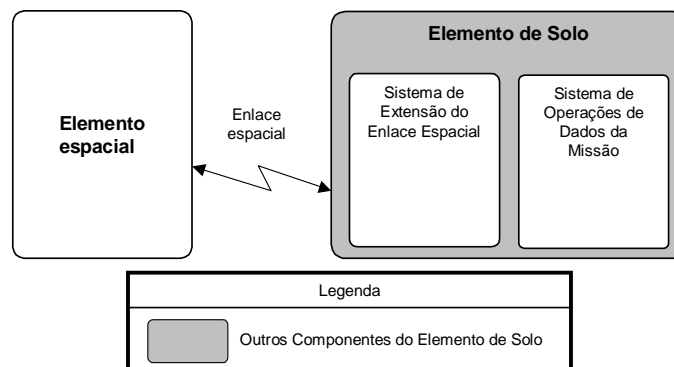 Elemento
espacial
Enlace
espacial
Elemento de Solo
Sistema de
Extensão do
Enlace Espacial
Sistema de
Operações de
Dados da
Missão
Legenda
Outros Componentes do Elemento de Solo